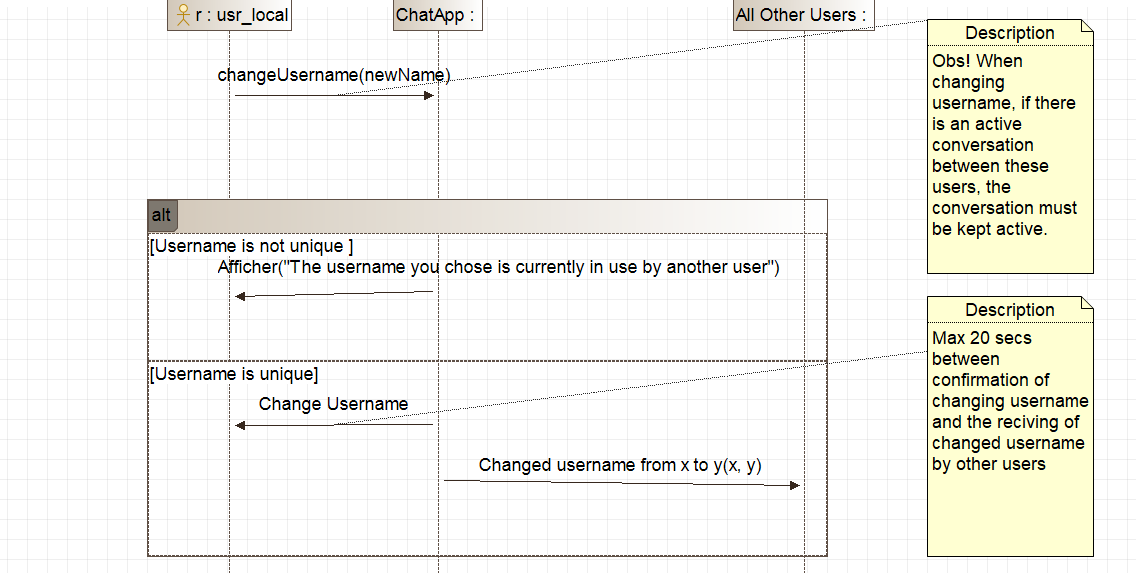 r : usr_local
ChatApp :
All Other Users :
changeUsername(newName)
Description
Obs! When
changing
username, if there
is an active
conversation
between these
users, the
conversation must
be kept active.
alt
[Username is not unique ]
Afficher("The username you chose is currently in use by another user")
[Username is unique]
Change Username
Changed username from x to y(x, y)
Description
Max 20 secs
between
confirmation of
changing username
and the reciving of
changed username
by other users